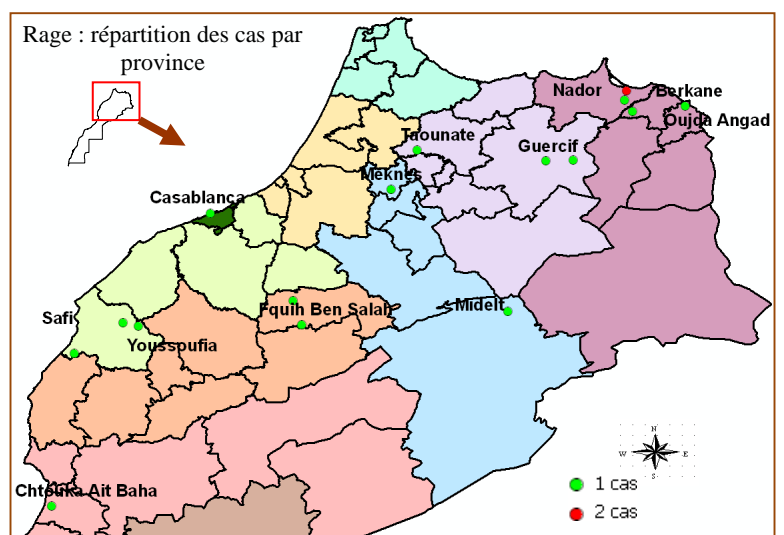 Rage : répartition des cas par
province
Nador
Berkane
Oujda Angad
Taounate
Guercif
Meknes
Casablanca
Fquih Ben Salah
Midelt
Safi
Youssoufia
Chtouka Ait Baha
N
W E
S
1 cas
2 cas